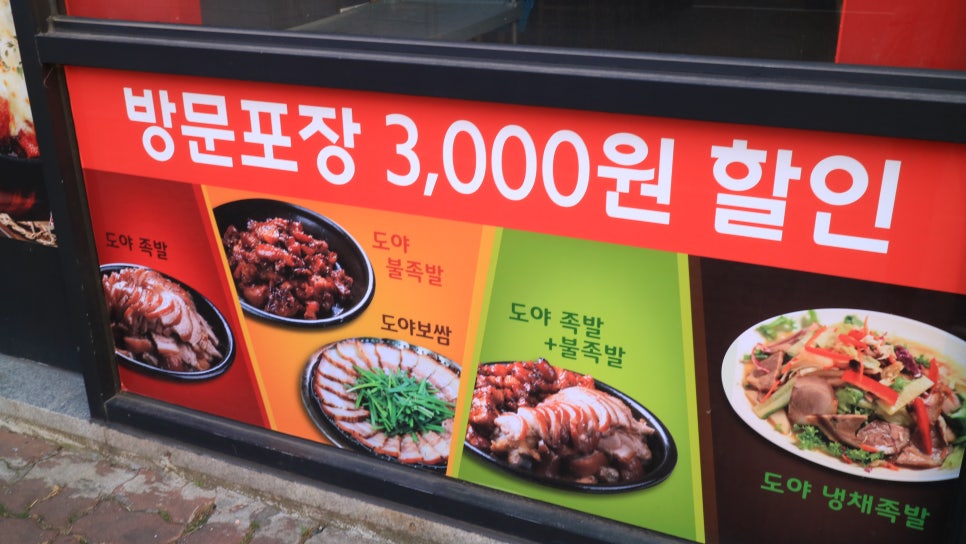 방문포장 3,000원 할인
도야 족발
도야
불족발
도야보쌈
도야 족발
+불족발
도야 냉채족발